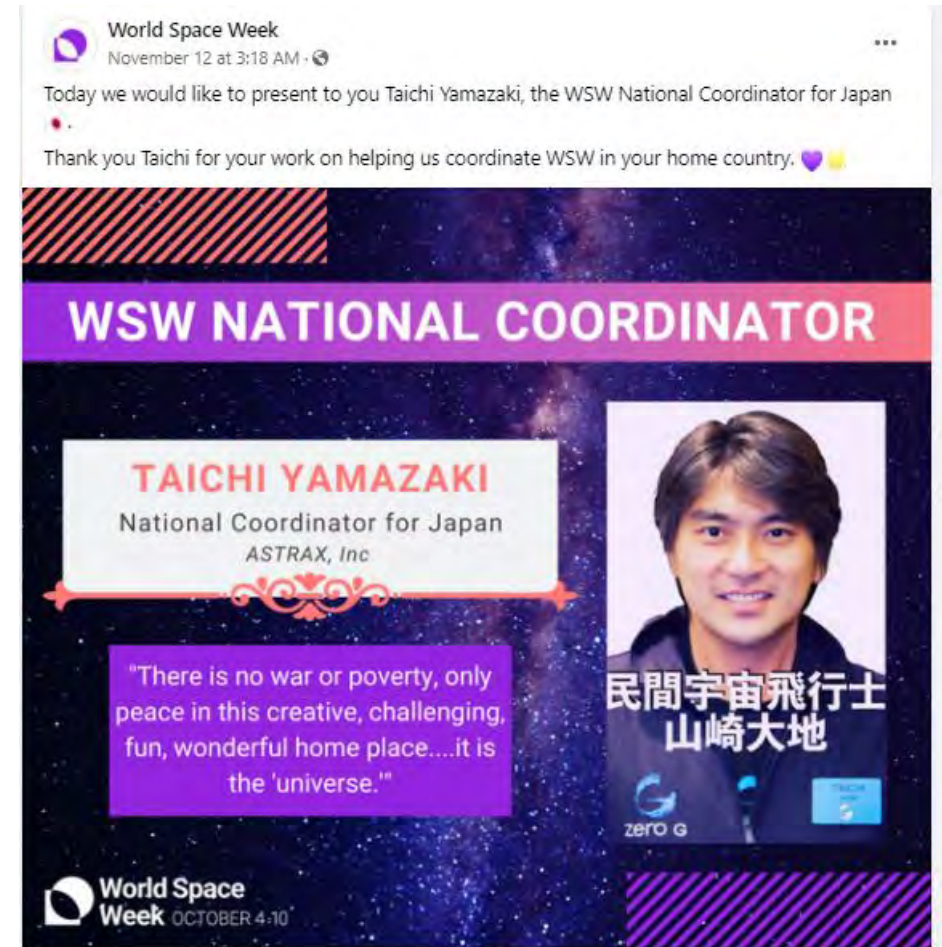 World Space Week
November 12 at 3:18 AM ·
Today we would like to present to you Taichi Yamazaki, the WSW National Coordinator for Japan
.
Thank you Taichi for your work on helping us coordinate WSW in your home country. 💜
WSW NATIONAL COORDINATOR
TAICHI YAMAZAKI
National Coordinator for Japan
ASTRAX, Inc
"There is no war or poverty, only
peace in this creative, challenging,
fun, wonderful home place....it is
the 'universe.'"
民間宇宙飛行士
山崎大地
zero G
TAICHI
World Space
Week OCTOBER 4-10